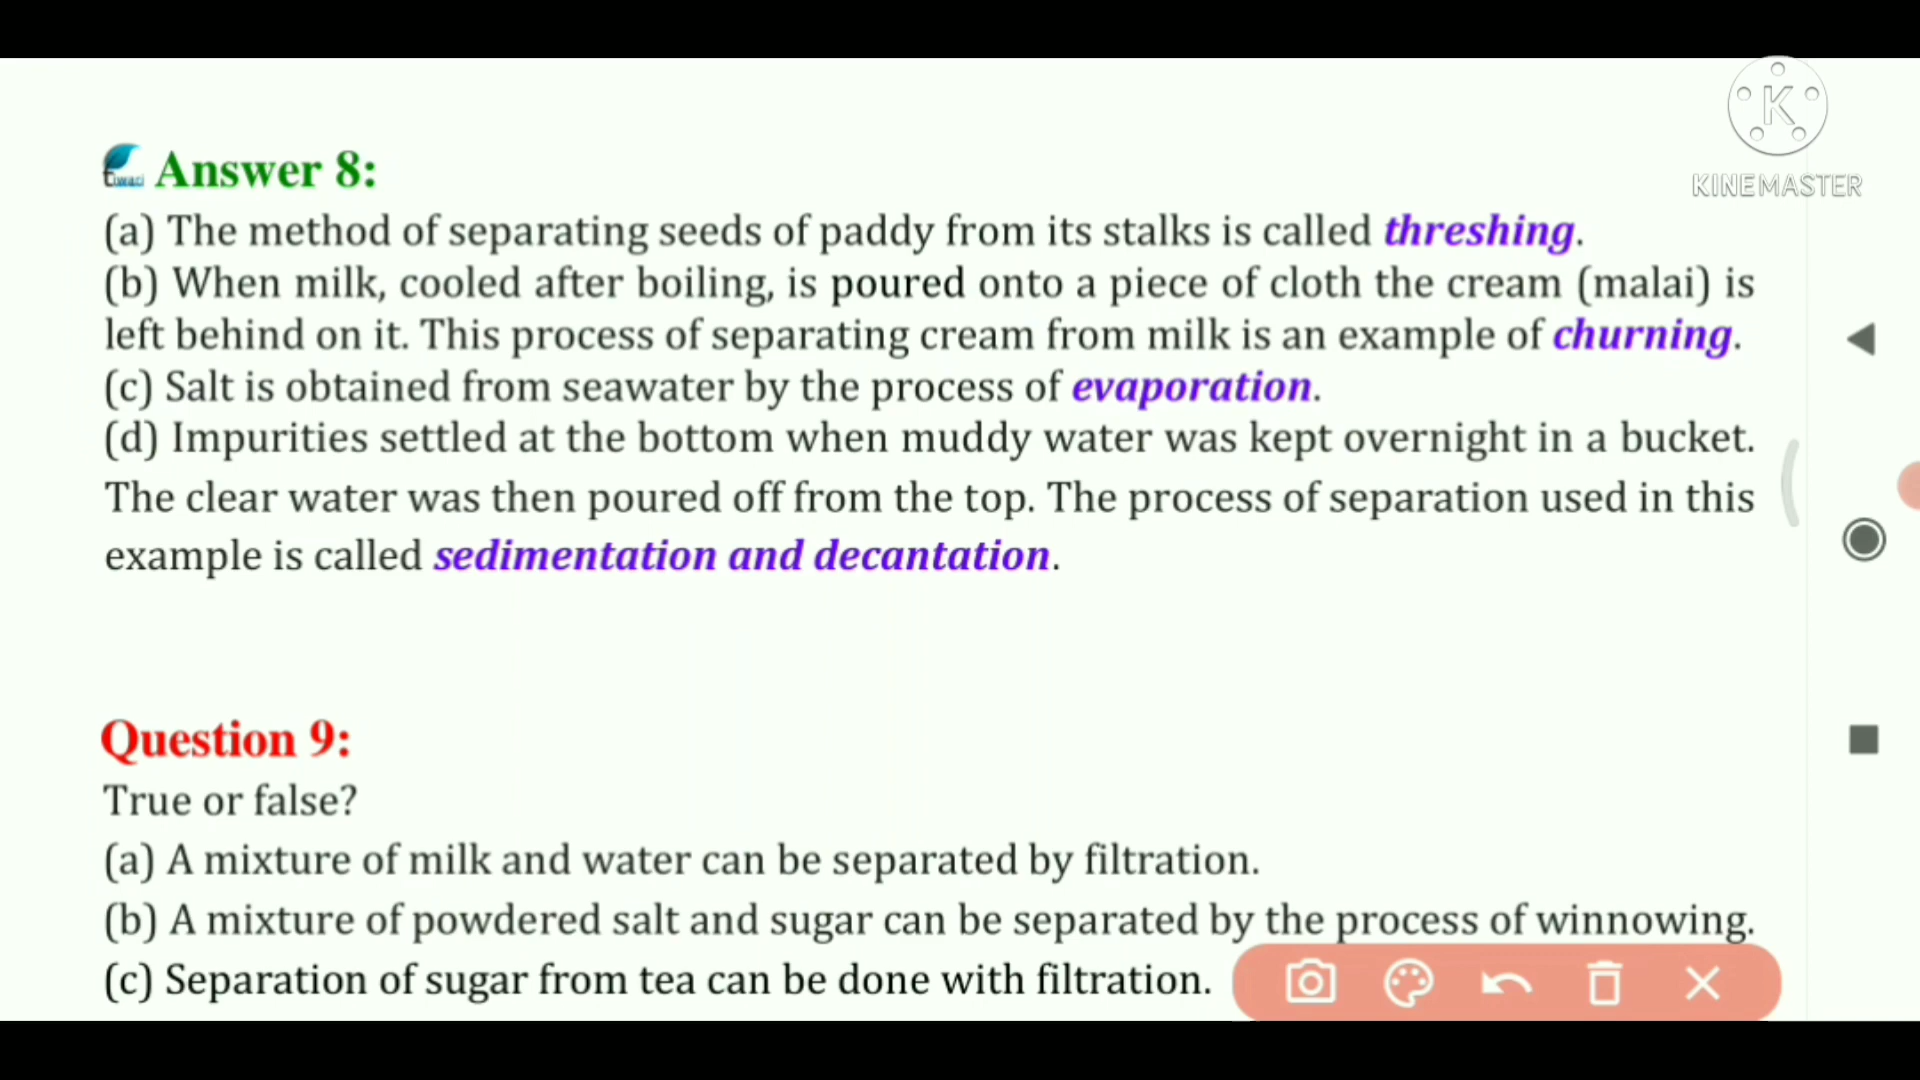 K
KINEMASTER
Tiwari Answer 8:
(a) The method of separating seeds of paddy from its stalks is called threshing.
(b) When milk, cooled after boiling, is poured onto a piece of cloth the cream (malai) is
left behind on it. This process of separating cream from milk is an example of churning.
(c) Salt is obtained from seawater by the process of evaporation.
(d) Impurities settled at the bottom when muddy water was kept overnight in a bucket.
The clear water was then poured off from the top. The process of separation used in this
example is called sedimentation and decantation.
Question 9:
True or false?
(a) A mixture of milk and water can be separated by filtration.
(b) A mixture of powdered salt and sugar can be separated by the process of winnowing.
(c) Separation of sugar from tea can be done with filtration.